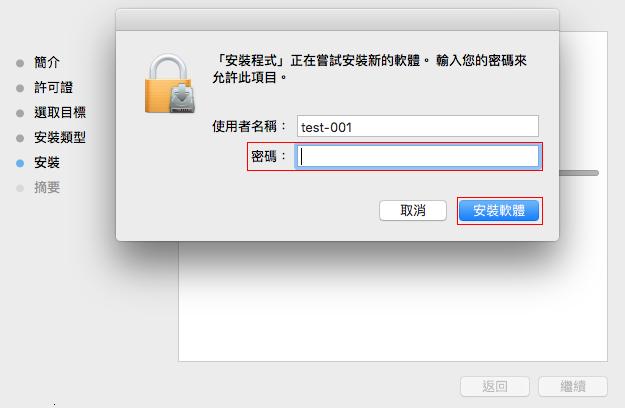 簡介
許可證
選取目標
安裝類型
安裝
摘要
「安裝程式」正在嘗試安裝新的軟體。 輸入您的密碼來
允許此項目。
使用者名稱： test-001
密碼：
取消
安裝軟體
返回
繼續